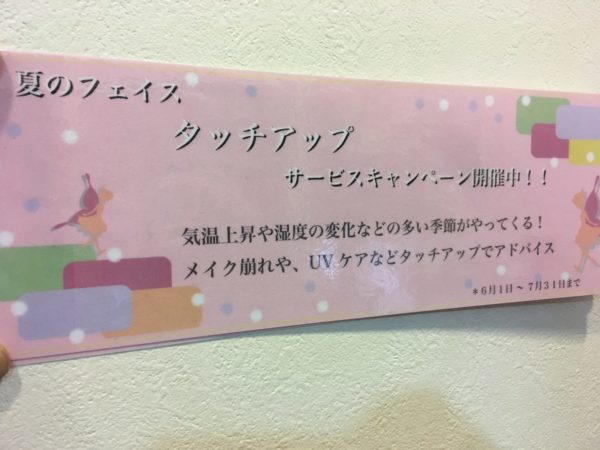 夏のフェイス
タッチアップ
サービスキャンペーン開催中！！
気温上昇や湿度の変化などの多い季節がやってくる！
メイク崩れや、UVケアなどタッチアップでアドバイス
＊6月1日～7月31日まで